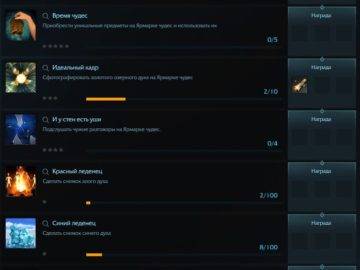 Время чудес
Награда
Приобрести уникальные предметы на Ярмарке чудес и использовать их
0/5
Идеальный кадр
Награда
Сфотографировать золотого озерного духа на Ярмарке чудес
2/10
И у стен есть уши
Награда
Подслушать чужие разговоры на Ярмарке чудес.
0/4
Красный леденец
Награда
Сделать снимок алого духа
2/100
Синий леденец
Награда
Сделать снимок синего духа
8/100